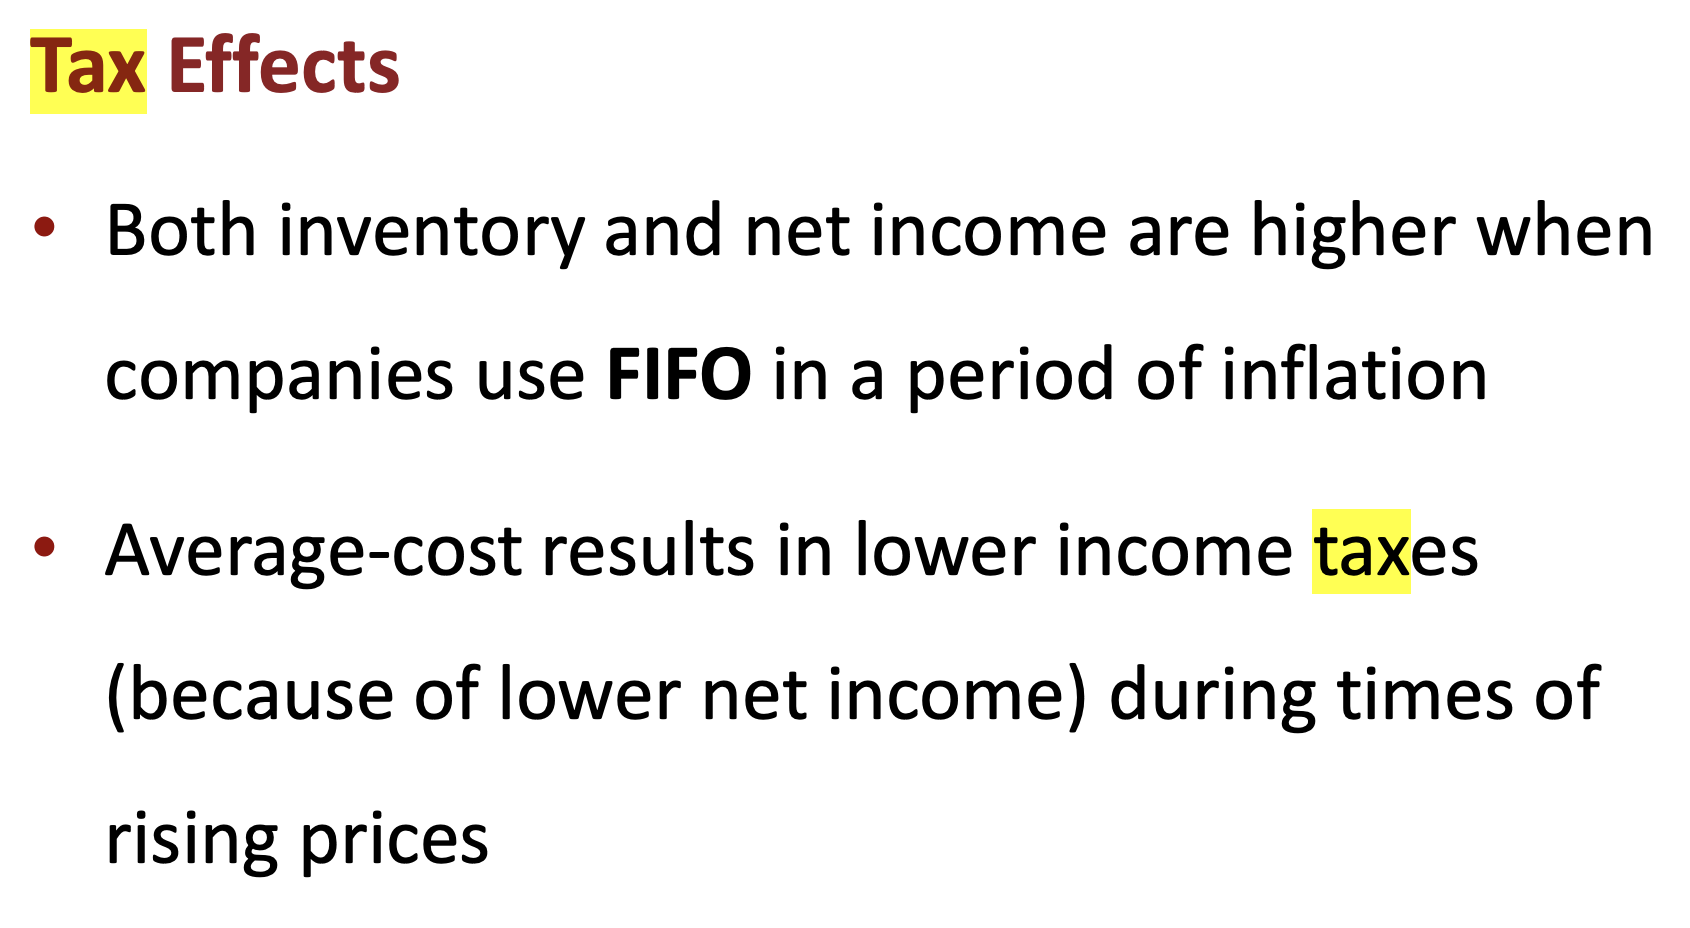 Tax Effects
• Both inventory and net income are higher when
companies use FIFO in a period of inflation
• Average-cost results in lower income taxes
(because of lower net income) during times of
rising prices